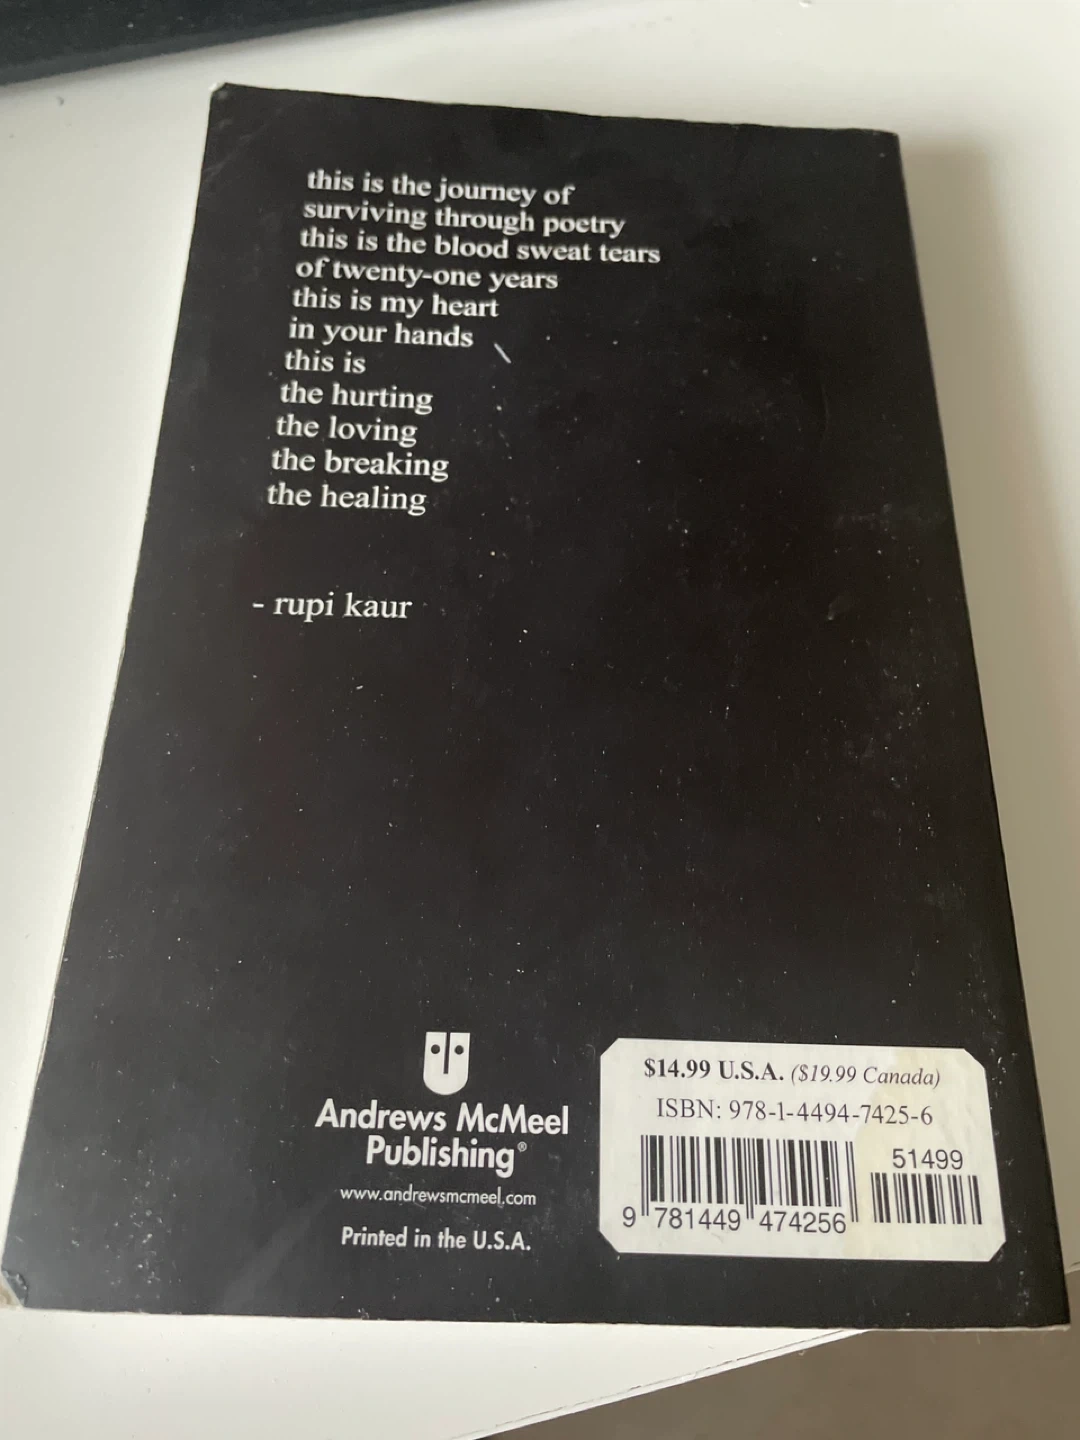 this is the journey of
surviving through poetry
this is the blood sweat tears
of twenty-one years
this is my heart
in your hands
this is
the hurting
the loving
the breaking
the healing
- rupi kaur
Andrews McMeel
Publishing®
www.andrewsmcmeel.com
Printed in the U.S.A.
$14.99 U.S.A. ($19.99 Canada)
ISBN: 978-1-4494-7425-6
51499
9 781449 474256